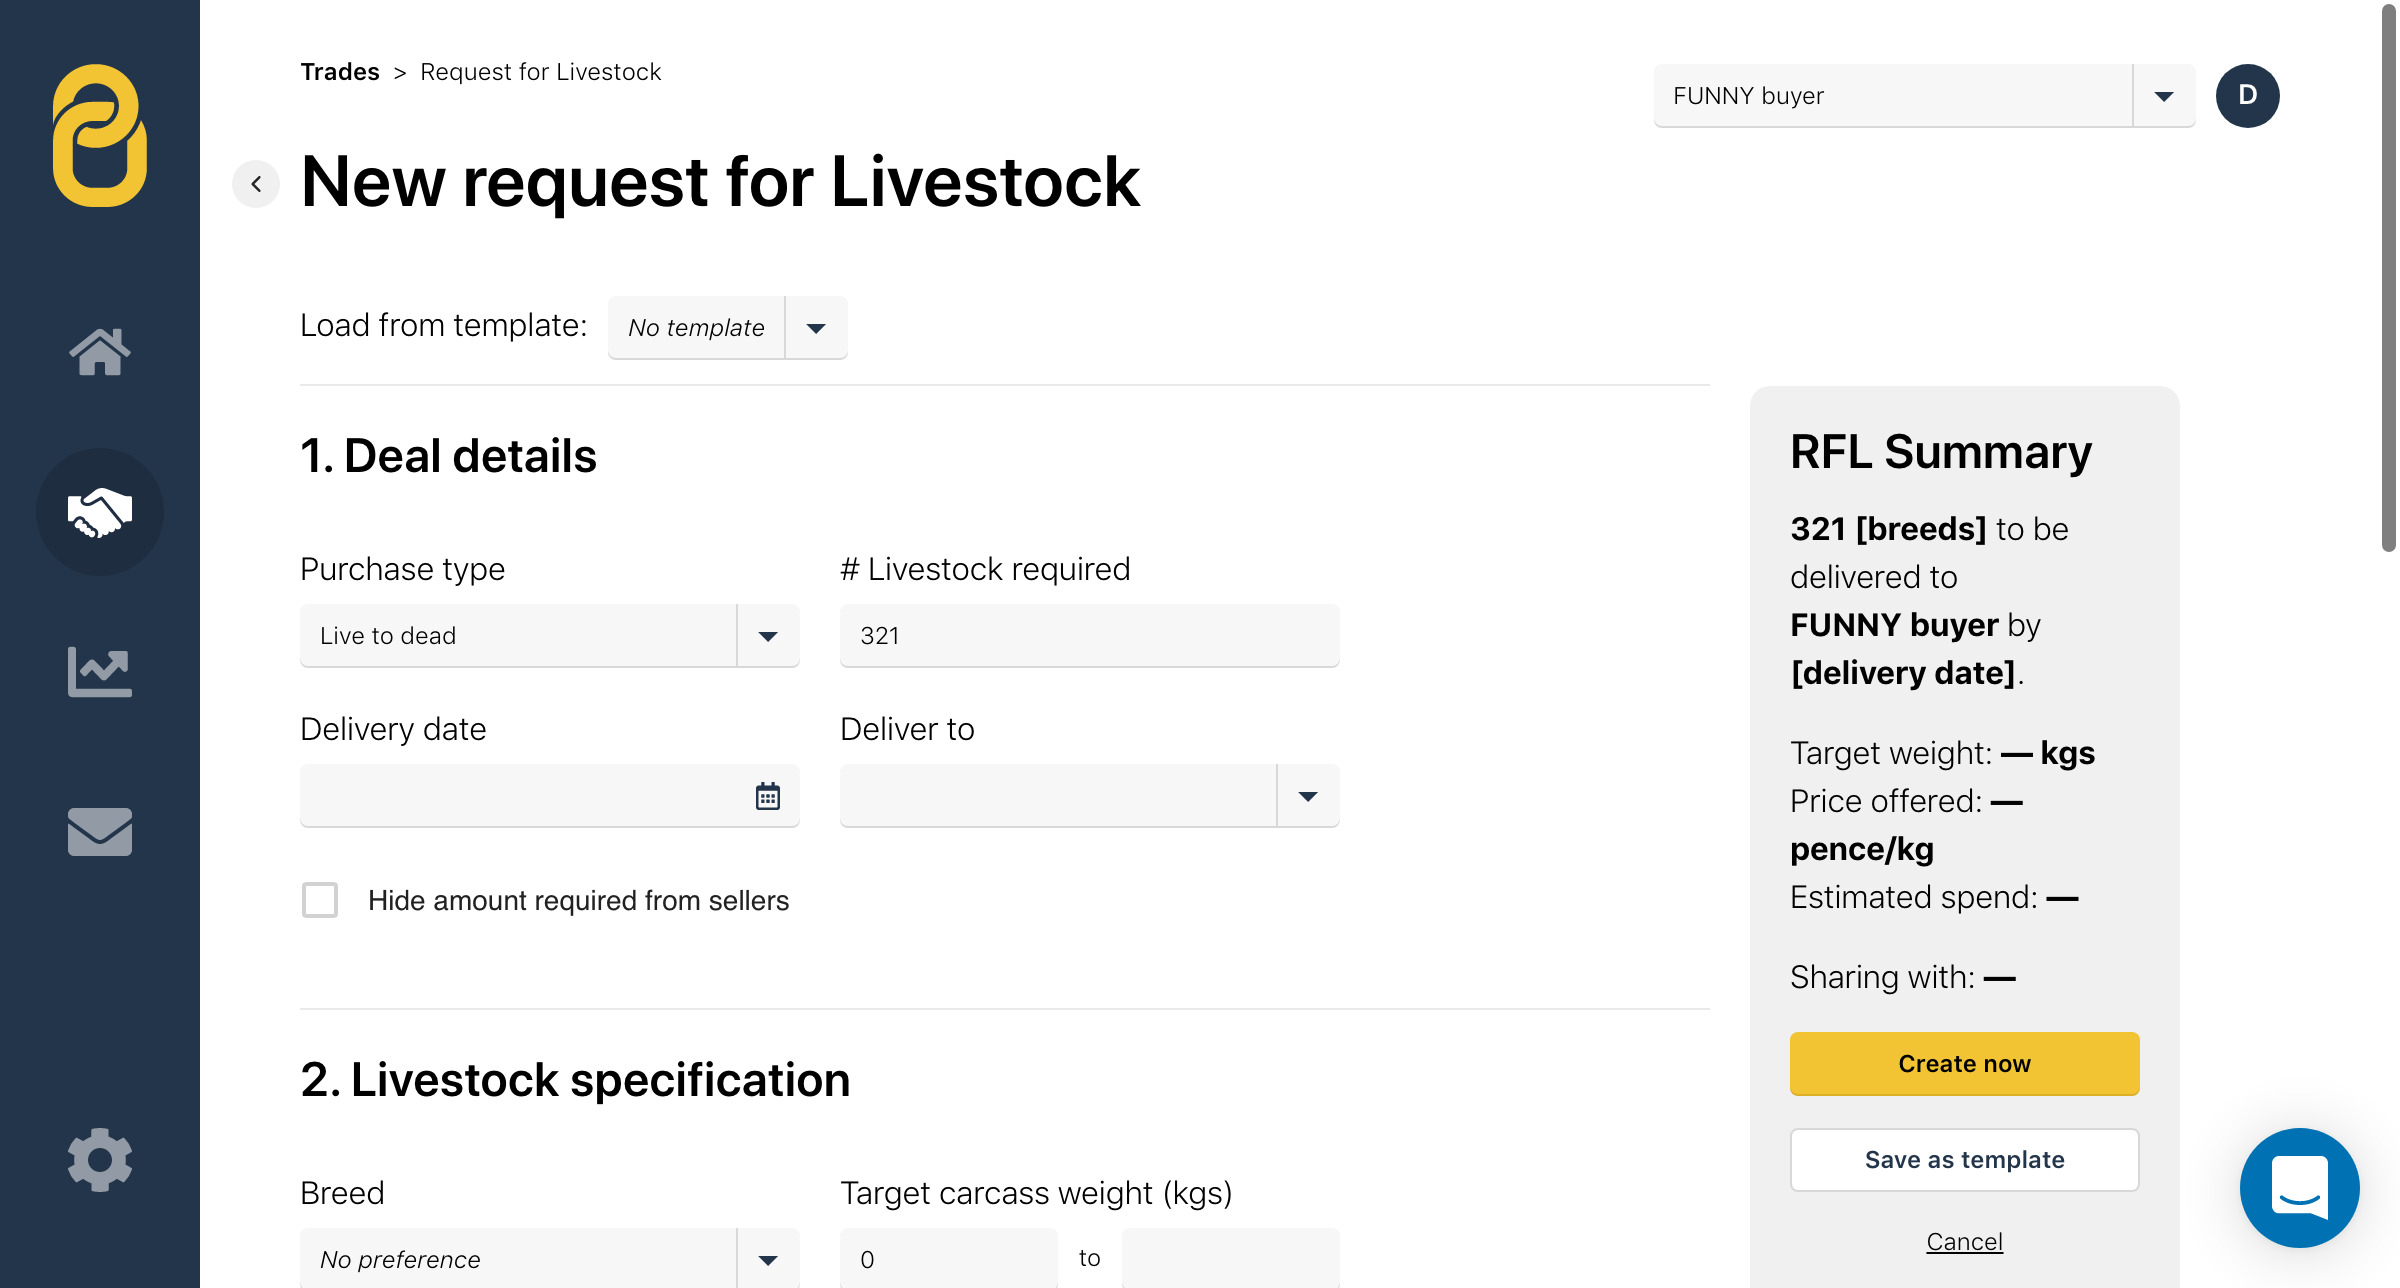 Trades > Request for Livestock
FUNNY buyer
D
New request for Livestock
Load from template:
No template
1. Deal details
Purchase type
# Livestock required
Live to dead
321
Delivery date
Deliver to
Hide amount required from sellers
2. Livestock specification
Breed
Target carcass weight (kgs)
No preference
0
to
RFL Summary
321 [breeds] to be
delivered to
FUNNY buyer by
[delivery date].
Target weight: — kgs
Price offered: —
pence/kg
Estimated spend: —
Sharing with: —
Create now
Save as template
Cancel